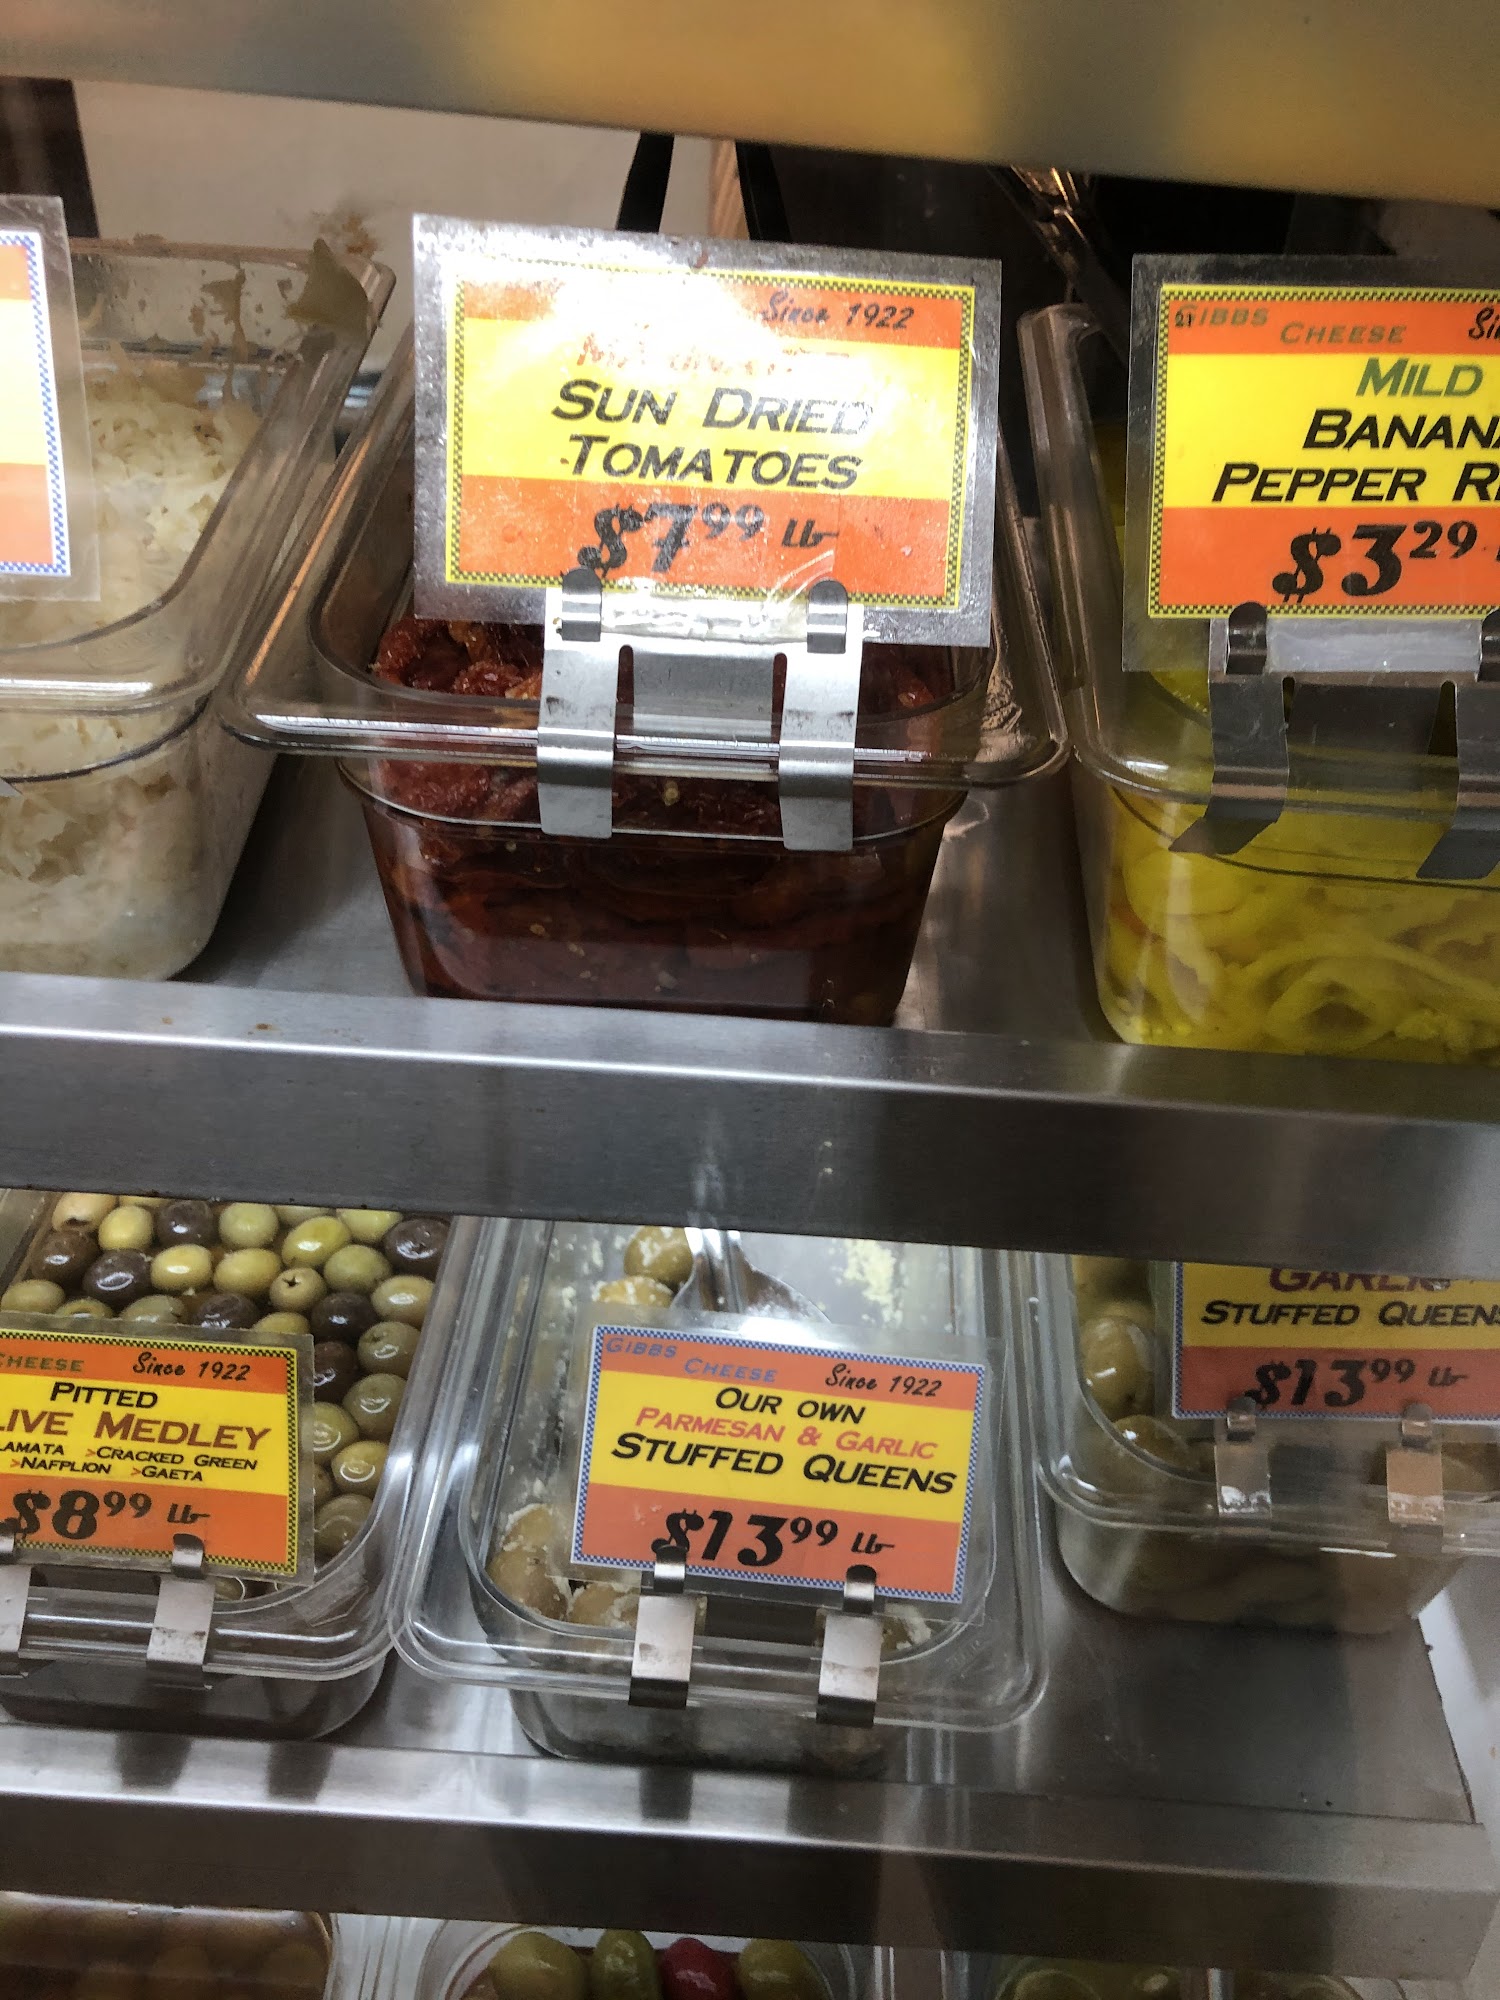 Since 1922
SUN DRIED
TOMATOES
$7.99 Lb
GIBBS CHEESE
MILD
PEPPER
$3.29
CHEESE Since 1922
PITTED
MEDLEY
>CRACKED GREEN
>NAFPLION >GAETA
$8.99 Lb
GIBBS CHEESE Since 1922
OUR OWN
PARMESAN & GARLIC
STUFFED QUEENS
$13.99 Lb
GARLIC
STUFFED QUEENS
$13.99 Lb